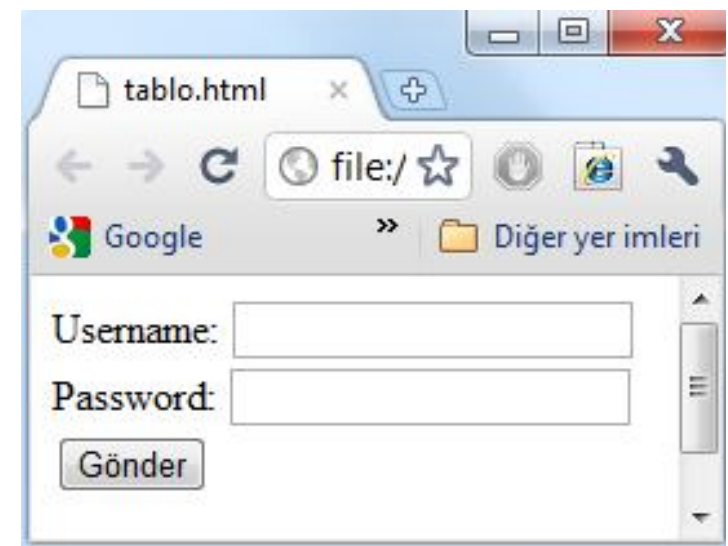 tablo.html
file:/
Google » Diğer yer imleri
Username:
Password:
Gönder